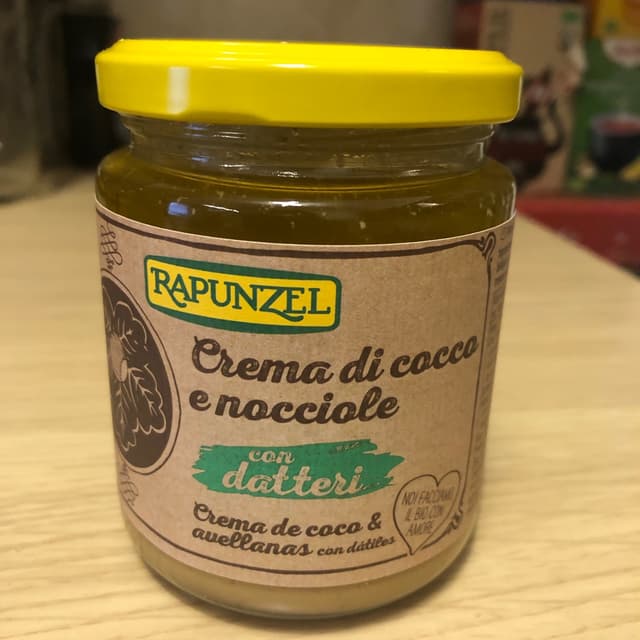 RAPUNZEL
Crema di cocco
e nocciole
con
datteri
Crema de coco &
avellanas con dátiles
NOI FACCIAMO
IL BIO CON
AMORE